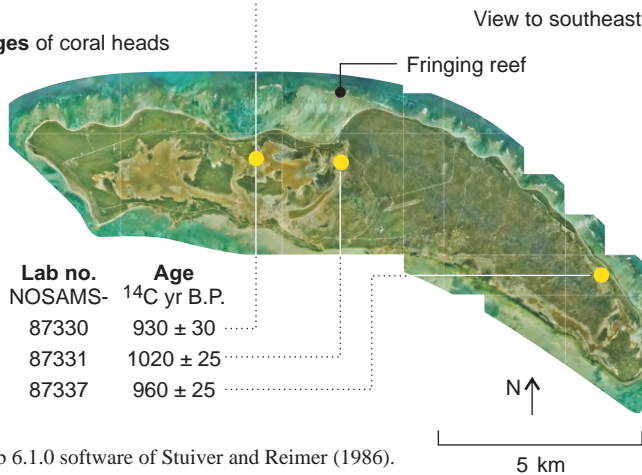 View to southeast
ges of coral heads
Fringing reef
Lab no. Age
NOSAMS- ¹⁴C yr B.P.
87330 930 ± 30
87331 1020 ± 25
87337 960 ± 25
N
b 6.1.0 software of Stuiver and Reimer (1986).
5 km